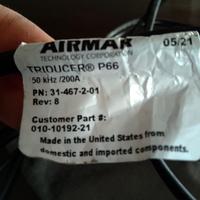 AIRMAR 05/21
TECHNOLOGY CORPORATION
TRIDUCER® P66
50 kHz /200A
PN: 31-467-2-01
Rev: 8
Customer Part #:
010-10192-21
Made in the United States from
domestic and imported components.